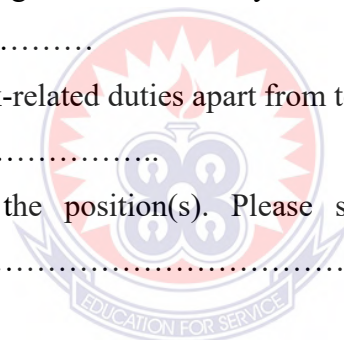 ………
-related duties apart from t
…………..
the position(s). Please s
………………………………
EDUCATION FOR SERVICE